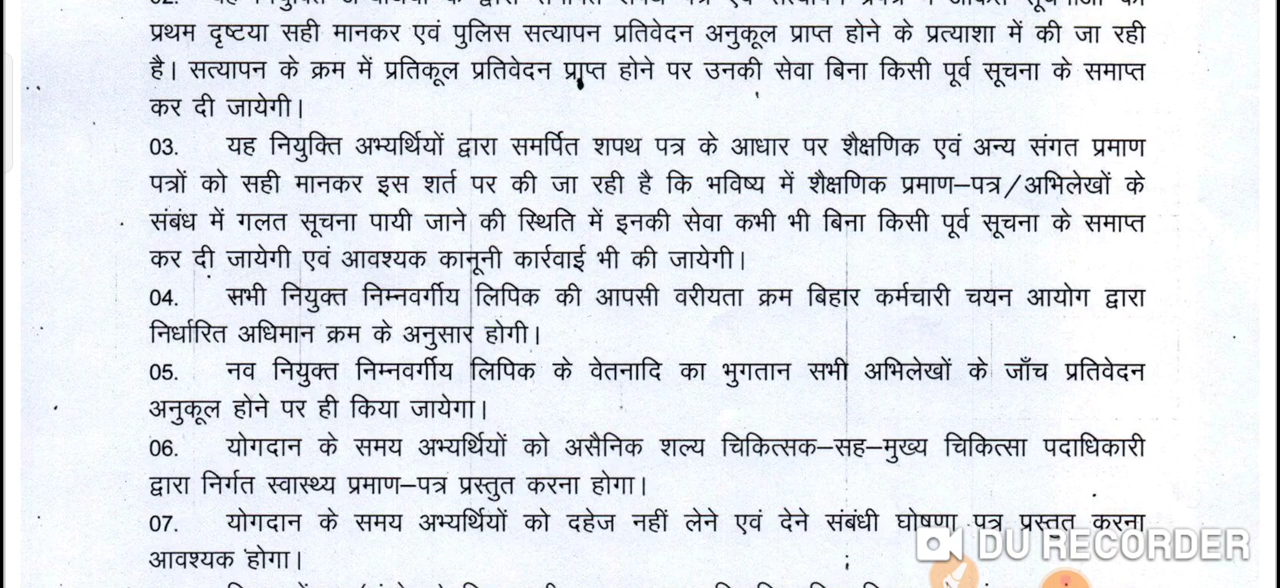 प्रथम दृष्टया सही मानकर एवं पुलिस सत्यापन प्रतिवेदन अनुकूल प्राप्त होने के प्रत्याशा में की जा रही
है। सत्यापन के क्रम में प्रतिकूल प्रतिवेदन प्राप्त होने पर उनकी सेवा बिना किसी पूर्व सूचना के समाप्त
कर दी जायेगी।
03. यह नियुक्ति अभ्यर्थियों द्वारा समर्पित शपथ पत्र के आधार पर शैक्षणिक एवं अन्य संगत प्रमाण
पत्रों को सही मानकर इस शर्त पर की जा रही है कि भविष्य में शैक्षणिक प्रमाण–पत्र/अभिलेखों के
संबंध में गलत सूचना पायी जाने की स्थिति में इनकी सेवा कभी भी बिना किसी पूर्व सूचना के समाप्त
कर दी जायेगी एवं आवश्यक कानूनी कार्रवाई भी की जायेगी।
04. सभी नियुक्त निम्नवर्गीय लिपिक की आपसी वरीयता क्रम बिहार कर्मचारी चयन आयोग द्वारा
निर्धारित अधिमान क्रम के अनुसार होगी।
05. नव नियुक्त निम्नवर्गीय लिपिक के वेतनादि का भुगतान सभी अभिलेखों के जाँच प्रतिवेदन
अनुकूल होने पर ही किया जायेगा।
06. योगदान के समय अभ्यर्थियों को असैनिक शल्य चिकित्सक–सह–मुख्य चिकित्सा पदाधिकारी
द्वारा निर्गत स्वास्थ्य प्रमाण–पत्र प्रस्तुत करना होगा।
07. योगदान के समय अभ्यर्थियों को दहेज नहीं लेने एवं देने संबंधी घोषणा पत्र प्रस्तुत करना
आवश्यक होगा।
DU RECORDER